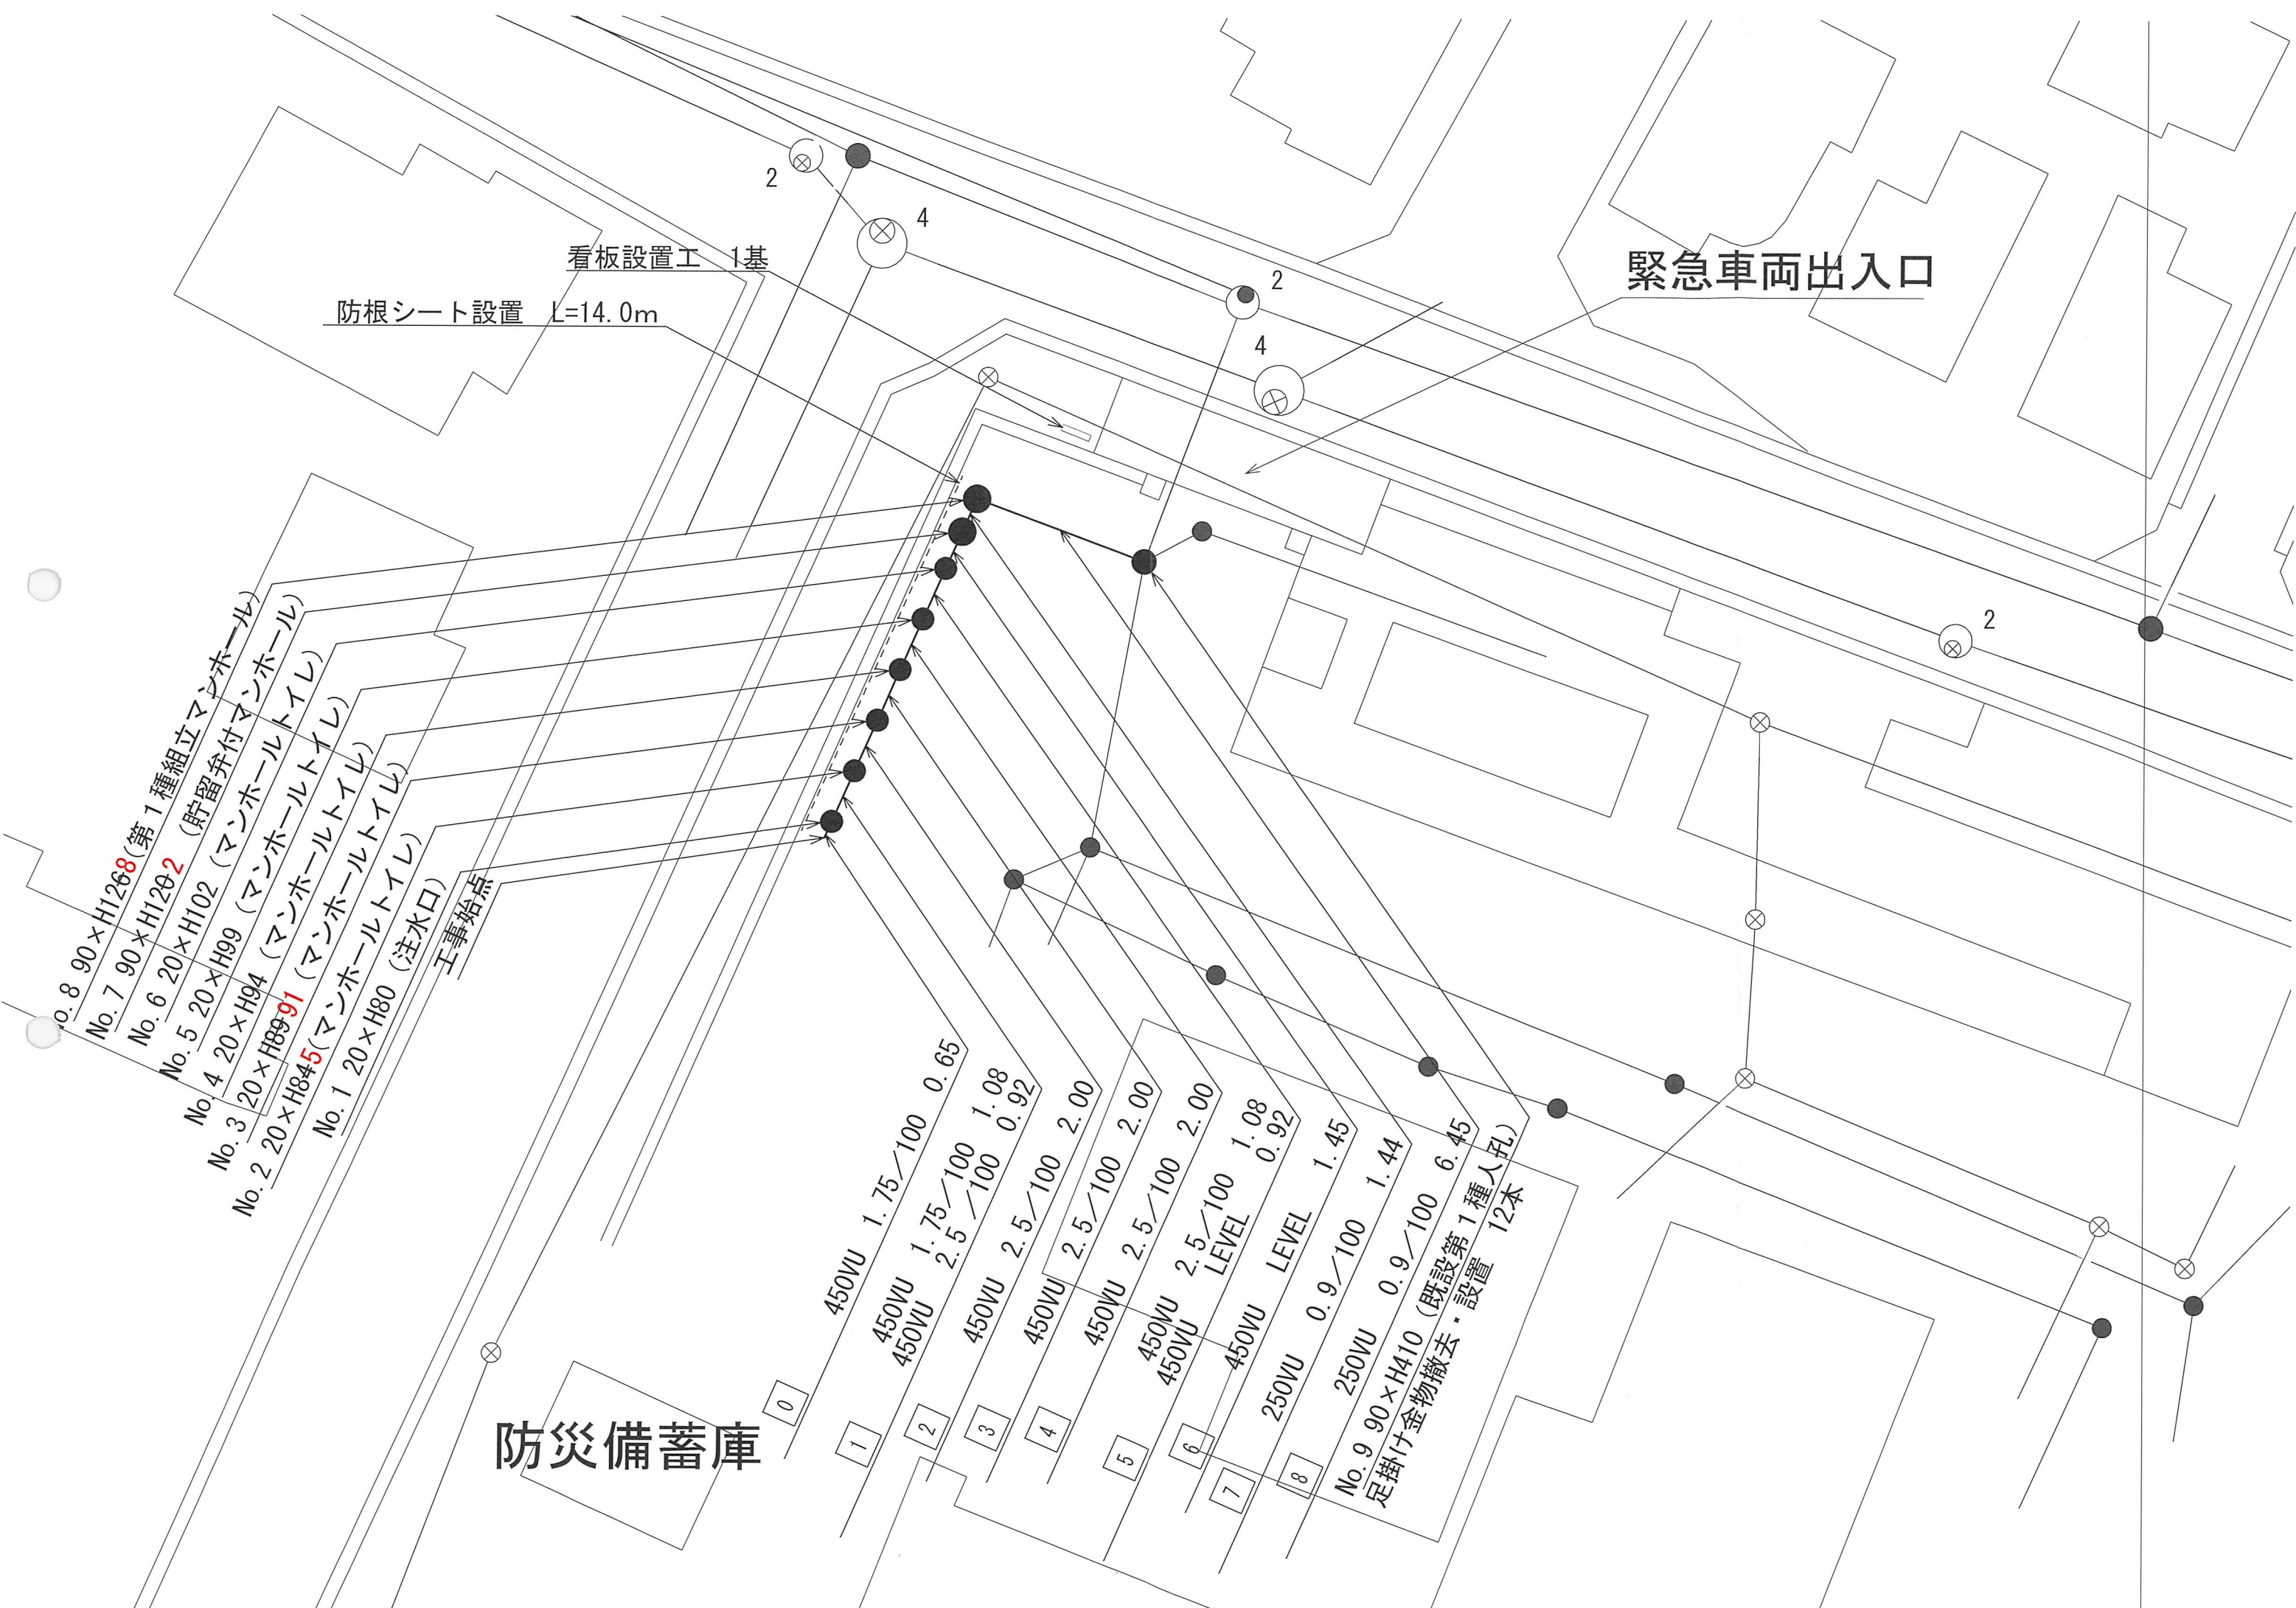 2
4
看板設置工　1基
防根シート設置　L=14.0m
2
4
緊急車両出入口
2
No.8 90×H1268(第1種組立マンホール)
No.7 90×H120 2 (貯留弁付マンホール)
No.6 20×H102 (マンホールトイレ)
No.5 20×H99 (マンホールトイレ)
No.4 20×H94 (マンホールトイレ)
No.3 20×H89 91 (マンホールトイレ)
No.2 20×H84 5(マンホールトイレ)
No.1 20×H80 (注水口)
工事始点
0 450VU 1.75/100 0.65
1 450VU 1.75/100 1.08
450VU 2.5/100 0.92
2 450VU 2.5/100 2.00
3 450VU 2.5/100 2.00
4 450VU 2.5/100 2.00
5 450VU 2.5/100 1.08
450VU LEVEL 0.92
6 450VU LEVEL 1.45
7 250VU 0.9/100 1.44
8 250VU 0.9/100 6.45
No.9 90×H410 (既設第1種人孔)
足掛け金物撤去・設置　12本
防災備蓄庫